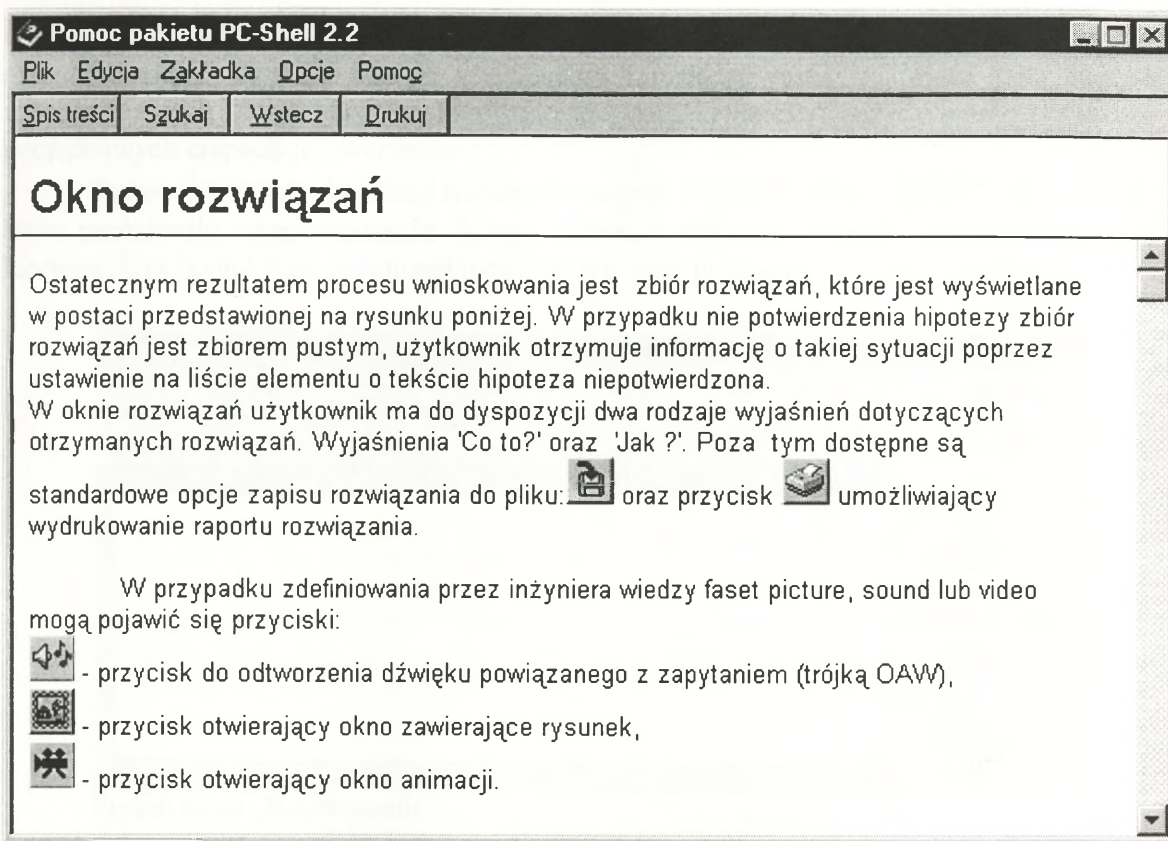 Pomoc pakietu PC-Shell 2.2
Plik Edycja Zakładka Opcje Pomoc
Spis treści Szukaj Wstecz Drukuj
Okno rozwiązań
Ostatecznym rezultatem procesu wnioskowania jest zbiór rozwiązań, które jest wyświetlane
w postaci przedstawionej na rysunku poniżej. W przypadku nie potwierdzenia hipotezy zbiór
rozwiązań jest zbiorem pustym, użytkownik otrzymuje informację o takiej sytuacji poprzez
ustawienie na liście elementu o tekście hipoteza niepotwierdzona.
W oknie rozwiązań użytkownik ma do dyspozycji dwa rodzaje wyjaśnień dotyczących
otrzymanych rozwiązań. Wyjaśnienia 'Co to?' oraz 'Jak ?'. Poza tym dostępne są
standardowe opcje zapisu rozwiązania do pliku: oraz przycisk umożliwiający
wydrukowanie raportu rozwiązania.
W przypadku zdefiniowania przez inżyniera wiedzy faset picture, sound lub video
mogą pojawić się przyciski:
- przycisk do odtworzenia dźwięku powiązanego z zapytaniem (trójką OAW),
- przycisk otwierający okno zawierające rysunek,
- przycisk otwierający okno animacji.